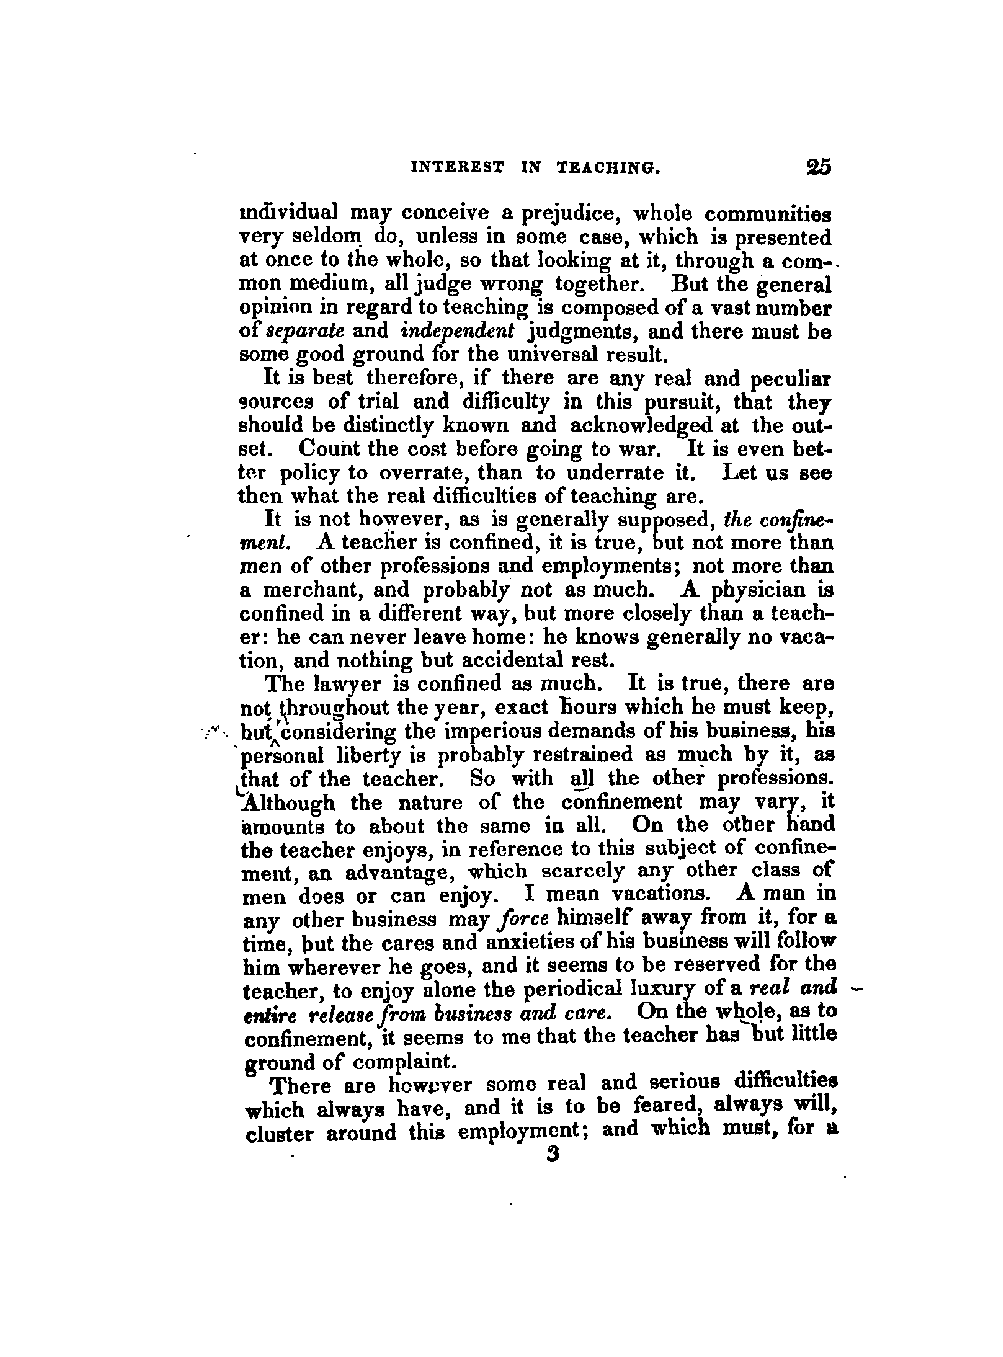 INTEREST IN TEACHING. 25
individual may conceive a prejudice, whole communities
very seldom do, unless in some case, which is presented
at once to the whole, so that looking at it, through a com-
mon medium, all judge wrong together. But the general
opinion in regard to teaching is composed of a vast number
of separate and independent judgments, and there must be
some good ground for the universal result.
It is best therefore, if there are any real and peculiar
sources of trial and difficulty in this pursuit, that they
should be distinctly known and acknowledged at the out-
set. Count the cost before going to war. It is even bet-
ter policy to overrate, than to underrate it. Let us see
then what the real difficulties of teaching are.
It is not however, as is generally supposed, the confine-
ment. A teacher is confined, it is true, but not more than
men of other professions and employments; not more than
a merchant, and probably not as much. A physician is
confined in a different way, but more closely than a teach-
er: he can never leave home: he knows generally no vaca-
tion, and nothing but accidental rest.
The lawyer is confined as much. It is true, there are
not throughout the year, exact hours which he must keep,
but considering the imperious demands of his business, his
personal liberty is probably restrained as much by it, as
that of the teacher. So with all the other professions.
Although the nature of the confinement may vary, it
amounts to about the same in all. On the other hand
the teacher enjoys, in reference to this subject of confine-
ment, an advantage, which scarcely any other class of
men does or can enjoy. I mean vacations. A man in
any other business may force himself away from it, for a
time, but the cares and anxieties of his business will follow
him wherever he goes, and it seems to be reserved for the
teacher, to enjoy alone the periodical luxury of a real and
entire release from business and care. On the whole, as to
confinement, it seems to me that the teacher has but little
ground of complaint.
There are however some real and serious difficulties
which always have, and it is to be feared, always will,
cluster around this employment; and which must, for a
3